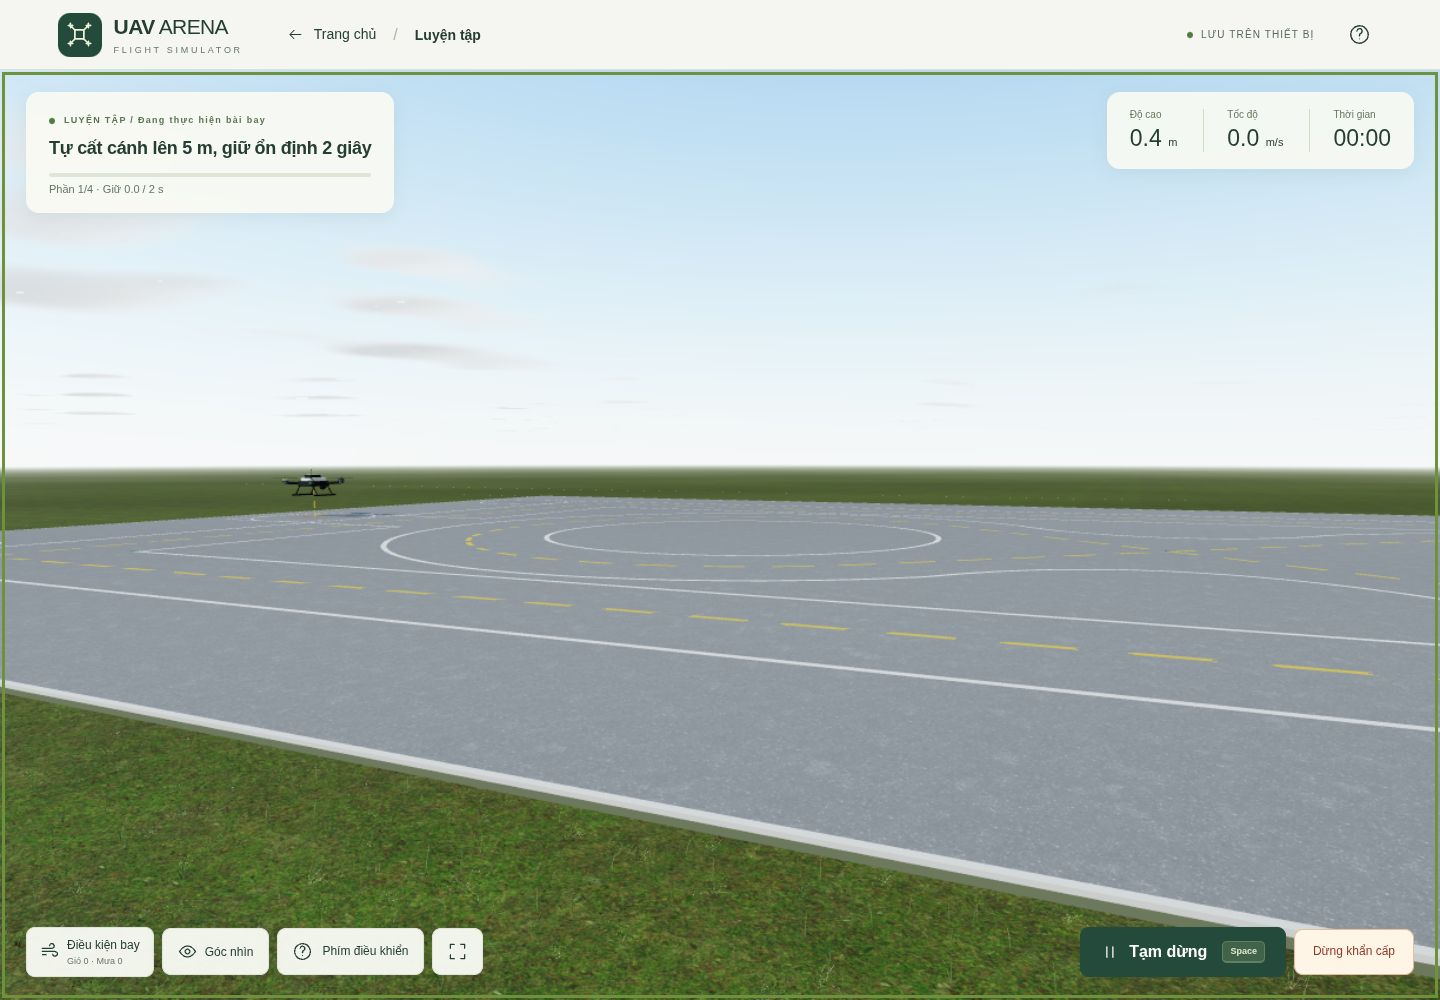 UAV ARENA
FLIGHT SIMULATOR
Trang chủ / Luyện tập
LƯU TRÊN THIẾT BỊ
LUYỆN TẬP / Đang thực hiện bài bay
Tự cất cánh lên 5 m, giữ ổn định 2 giây
Phần 1/4 · Giữ 0.0 / 2 s
Độ cao
0.4 m
Tốc độ
0.0 m/s
Thời gian
00:00
Điều kiện bay
Gió 0 · Mưa 0
Góc nhìn
Phím điều khiển
Tạm dừng Space
Dừng khẩn cấp